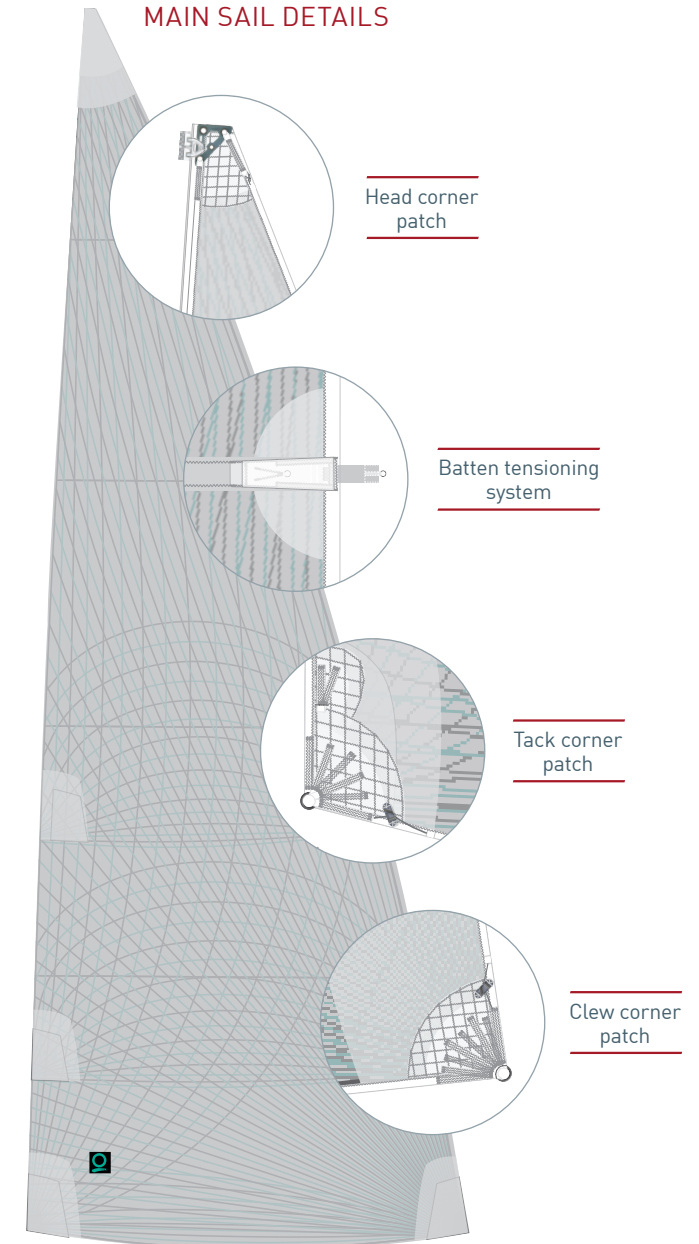 MAIN SAIL DETAILS
Head corner
patch
Batten tensioning
system
Tack corner
patch
Clew corner
patch